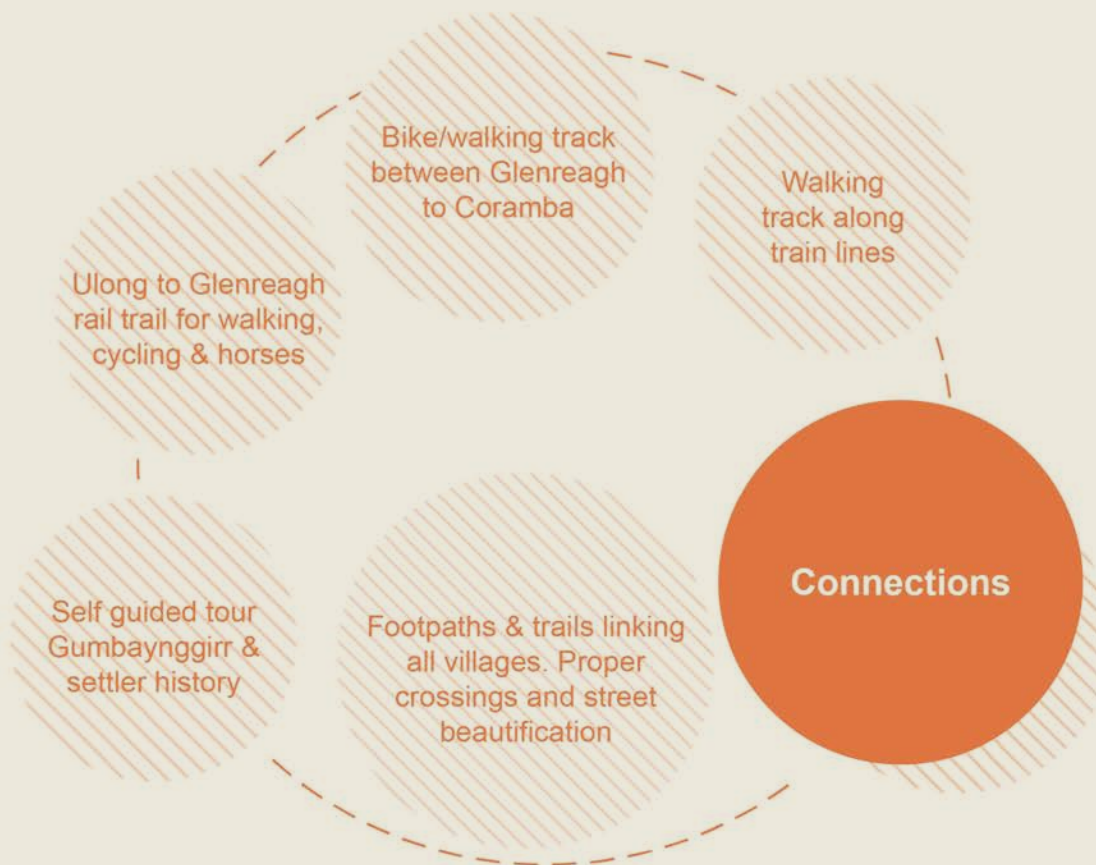 Bike/walking track
between Glenreagh
to Coramba
Walking
track along
train lines
Ulong to Glenreagh
rail trail for walking,
cycling & horses
Connections
Self guided tour
Gumbaynggirr &
settler history
Footpaths & trails linking
all villages. Proper
crossings and street
beautification